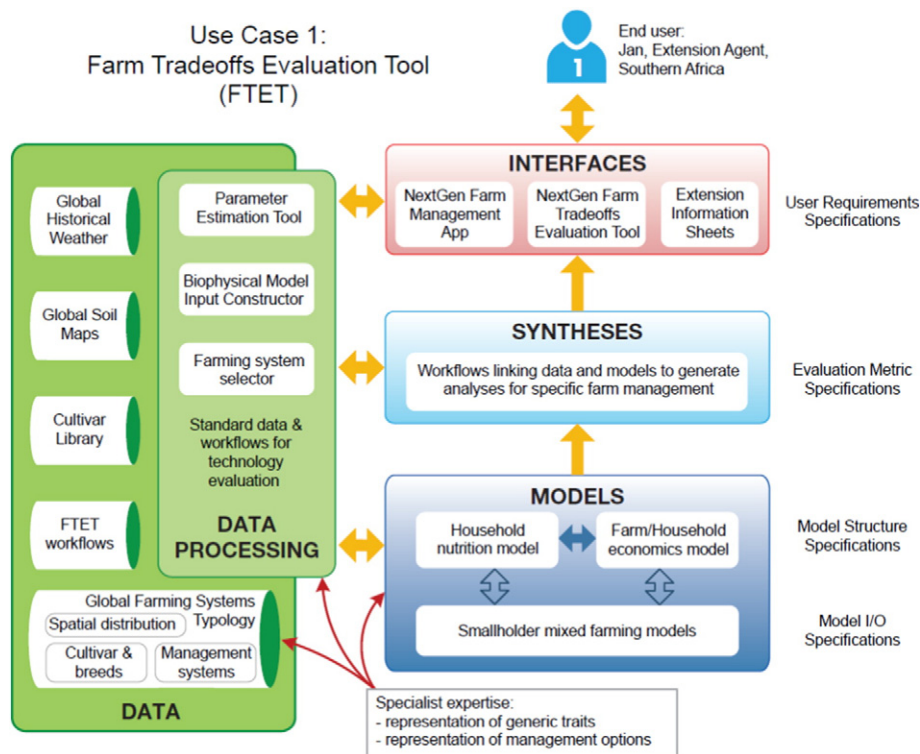 Use Case 1:
Farm Tradeoffs Evaluation Tool
(FTET)
1
End user:
Jan, Extension Agent,
Southern Africa
Global
Historical
Weather
Global Soil
Maps
Cultivar
Library
FTET
workflows
Global Farming Systems
Typology
Spatial distribution
Cultivar &
breeds
Management
systems
DATA
Parameter
Estimation Tool
Biophysical Model
Input Constructor
Farming system
selector
Standard data &
workflows for
technology
evaluation
DATA
PROCESSING
INTERFACES
NextGen Farm
Management
App
NextGen Farm
Tradeoffs
Evaluation Tool
Extension
Information
Sheets
User Requirements
Specifications
SYNTHESES
Workflows linking data and models to generate
analyses for specific farm management
Evaluation Metric
Specifications
MODELS
Household
nutrition model
Farm/Household
economics model
Smallholder mixed farming models
Model Structure
Specifications
Model I/O
Specifications
Specialist expertise:
- representation of generic traits
- representation of management options